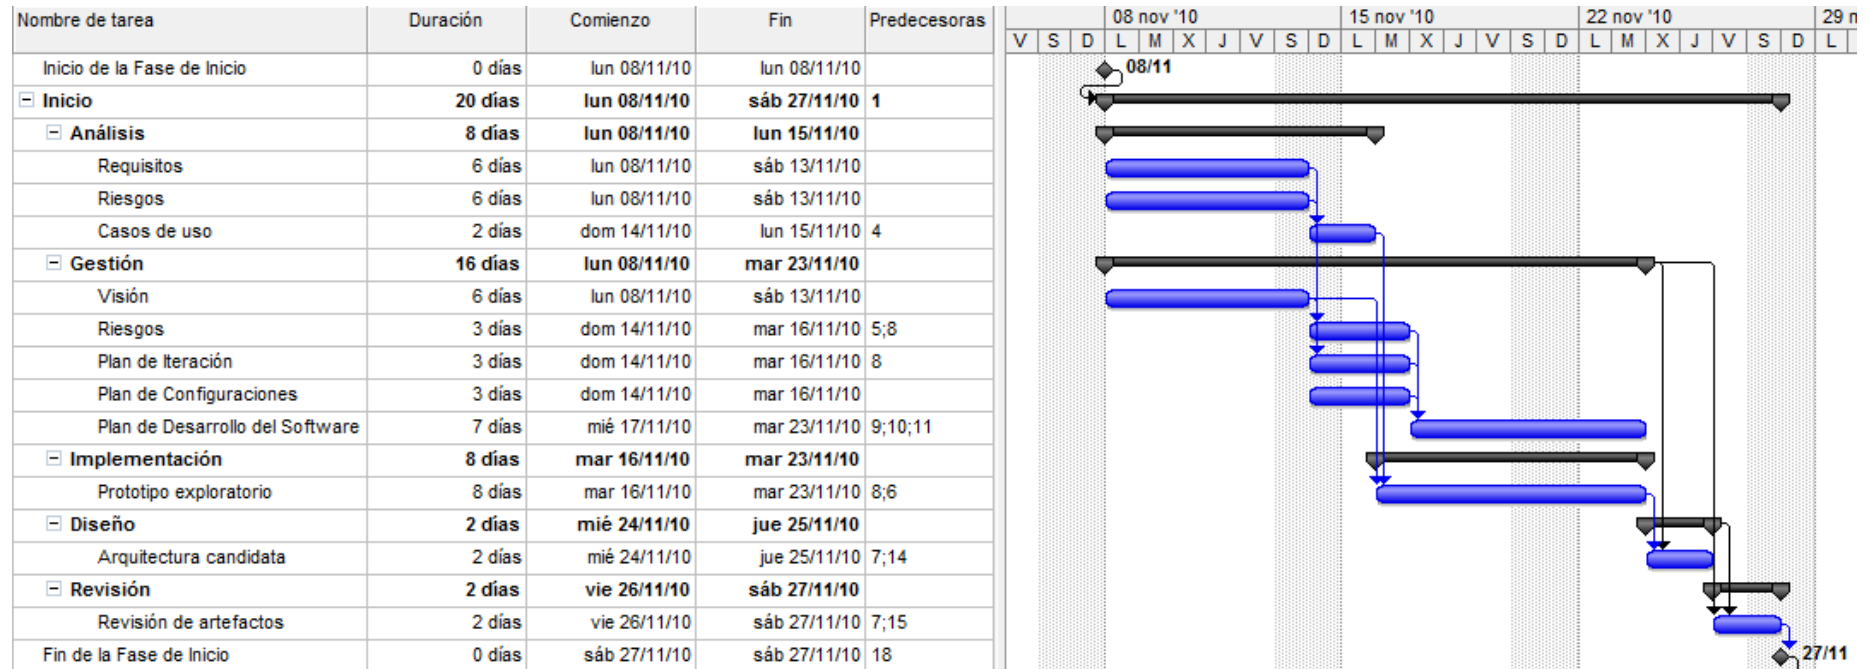 Nombre de tarea Duración Comienzo Fin Predecesoras 08 nov '10 15 nov '10 22 nov '10 29 n
V S D L M X J V S D L M X J V S D L M X J V S D L
Inicio de la Fase de Inicio 0 días lun 08/11/10 lun 08/11/10 08/11
Inicio 20 días lun 08/11/10 sáb 27/11/10 1
Análisis 8 días lun 08/11/10 lun 15/11/10
Requisitos 6 días lun 08/11/10 sáb 13/11/10
Riesgos 6 días lun 08/11/10 sáb 13/11/10
Casos de uso 2 días dom 14/11/10 lun 15/11/10 4
Gestión 16 días lun 08/11/10 mar 23/11/10
Visión 6 días lun 08/11/10 sáb 13/11/10
Riesgos 3 días dom 14/11/10 mar 16/11/10 5;8
Plan de Iteración 3 días dom 14/11/10 mar 16/11/10 8
Plan de Configuraciones 3 días dom 14/11/10 mar 16/11/10
Plan de Desarrollo del Software 7 días mié 17/11/10 mar 23/11/10 9;10;11
Implementación 8 días mar 16/11/10 mar 23/11/10
Prototipo exploratorio 8 días mar 16/11/10 mar 23/11/10 8;6
Diseño 2 días mié 24/11/10 jue 25/11/10
Arquitectura candidata 2 días mié 24/11/10 jue 25/11/10 7;14
Revisión 2 días vie 26/11/10 sáb 27/11/10
Revisión de artefactos 2 días vie 26/11/10 sáb 27/11/10 7;15
Fin de la Fase de Inicio 0 días sáb 27/11/10 sáb 27/11/10 18 27/11